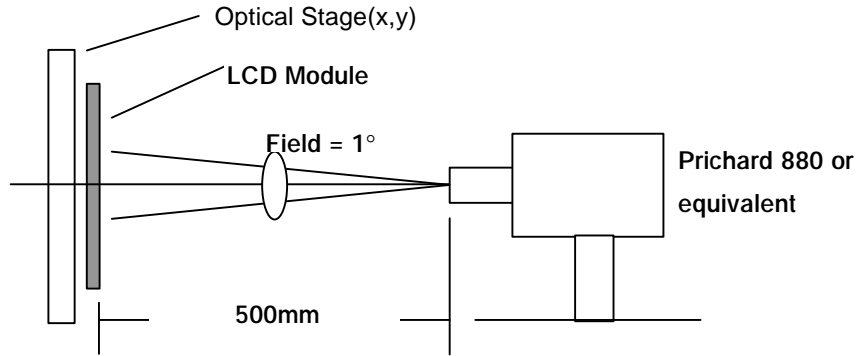 Optical Stage(x,y)
LCD Module
Field = 1°
Prichard 880 or
equivalent
500mm